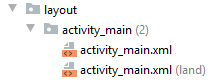 layout
activity_main (2)
activity_main.xml
activity_main.xml (land)